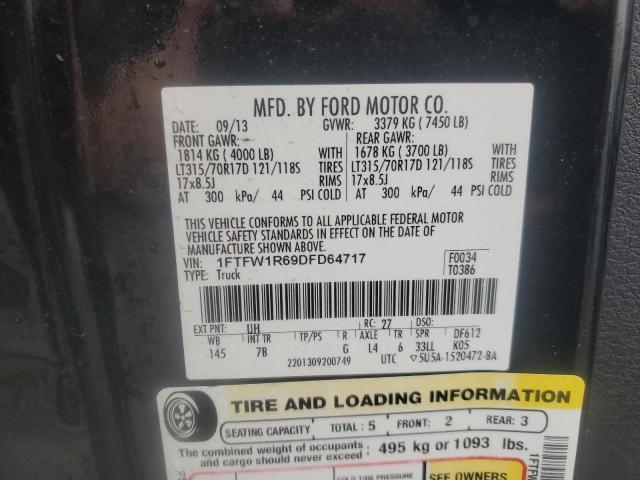 MFD. BY FORD MOTOR CO.
DATE: 09/13 GVWR: 3379 KG ( 7450 LB)
FRONT GAWR: REAR GAWR:
1814 KG ( 4000 LB) WITH 1678 KG ( 3700 LB) WITH
LT315/70R17D 121/118S TIRES LT315/70R17D 121/118S TIRES
17x8.5J RIMS 17x8.5J RIMS
AT 300 kPa/ 44 PSI COLD AT 300 kPa/ 44 PSI COLD
THIS VEHICLE CONFORMS TO ALL APPLICABLE FEDERAL MOTOR
VEHICLE SAFETY STANDARDS IN EFFECT ON THE DATE OF
MANUFACTURE SHOWN ABOVE.
VIN: 1FTFW1R69DFD64717 F0034
TYPE: Truck T0386
EXT PNT: UH RC: 27 DSO:
WB INT TR TP/PS R AXLE TR SPR DF612
145 7B G L4 6 33LL K05
2201309200749 UTC ▽5U5A-1520472-BA
TIRE AND LOADING INFORMATION
SEATING CAPACITY TOTAL : 5 FRONT: 2 REAR: 3
The combined weight of occupants and cargo should never exceed 495 kg or 1093 lbs.
COLD TIRE PRESSURE SEE OWNERS
1FTFW